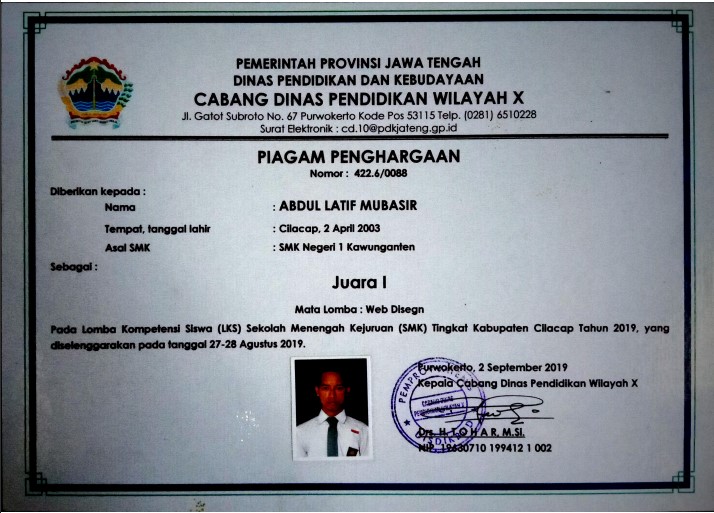 PEMERINTAH PROVINSI JAWA TENGAH
DINAS PENDIDIKAN DAN KEBUDAYAAN
CABANG DINAS PENDIDIKAN WILAYAH X
Jl. Gatot Subroto No. 67 Purwokerto Kode Pos 53115 Telp. (0281) 6510228
Surat Elektronik : cd.10@pdkjateng.gp.id
PIAGAM PENGHARGAAN
Nomor : 422.6/0088
Diberikan kepada :
Nama : ABDUL LATIF MUBASIR
Tempat, tanggal lahir : Cilacap, 2 April 2003
Asal SMK : SMK Negeri 1 Kawunganten
Sebagai :
Juara I
Mata Lomba : Web Disegn
Pada Lomba Kompetensi Siswa (LKS) Sekolah Menengah Kejuruan (SMK) Tingkat Kabupaten Cilacap Tahun 2019, yang
diselenggarakan pada tanggal 27-28 Agustus 2019.
Purwokerto, 2 September 2019
Kepala Cabang Dinas Pendidikan Wilayah X
Drs. H. T O H A R, M.SI.
NIP. 19630710 199412 1 002